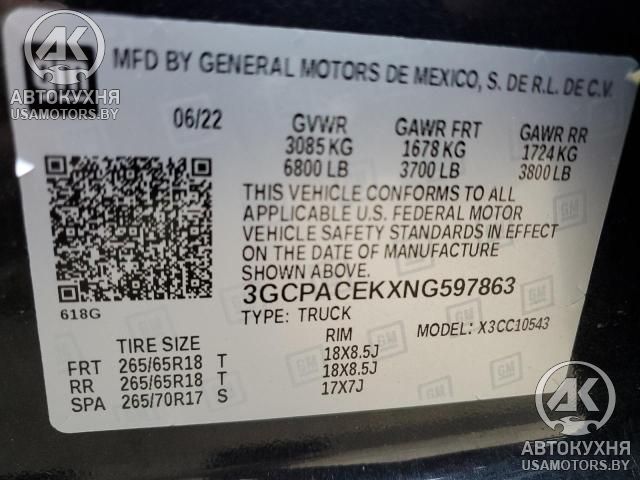 AK
АВТОКУХНЯ
USAMOTORS.BY
GM
MFD BY GENERAL MOTORS DE MEXICO, S. DE R.L. DE C.V.
06/22 GVWR GAWR FRT GAWR RR
3085 KG 1678 KG 1724 KG
6800 LB 3700 LB 3800 LB
THIS VEHICLE CONFORMS TO ALL
APPLICABLE U.S. FEDERAL MOTOR
VEHICLE SAFETY STANDARDS IN EFFECT
ON THE DATE OF MANUFACTURE
SHOWN ABOVE.
618G
3GCPACEKXNG597863
TYPE: TRUCK MODEL: X3CC10543
TIRE SIZE RIM
FRT 265/65R18 T 18X8.5J
RR 265/65R18 T 18X8.5J
SPA 265/70R17 S 17X7J
AK
АВТОКУХНЯ
USAMOTORS.BY